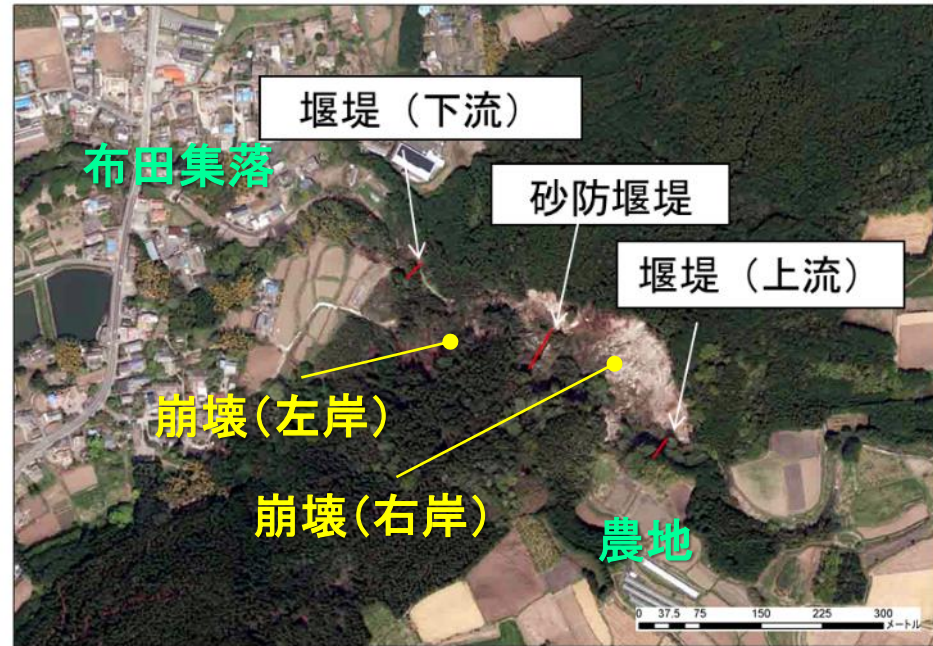 堰堤（下流）
布田集落
砂防堰堤
堰堤（上流）
崩壊（左岸）
崩壊（右岸）
農地
0 37.5 75 150 225 300
メートル